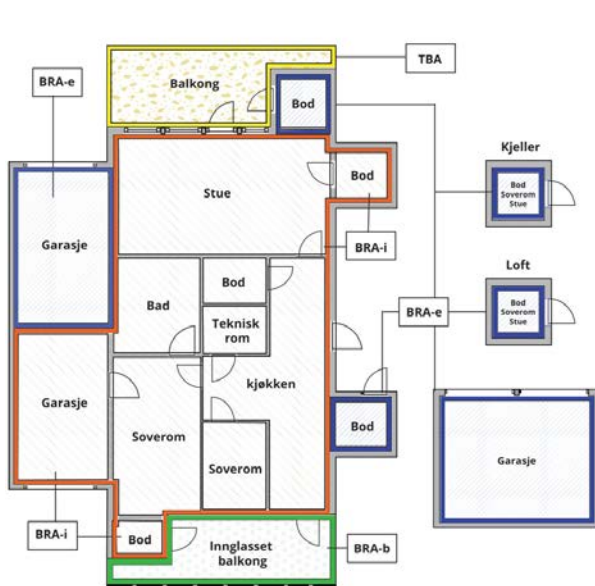 TBA
BRA-e
Balkong
Bod
Kjeller
Bod
Soverom
Stue
Bod
Stue
Garasje
BRA-i
Loft
Bod
Soverom
Stue
Bod
Bad
Teknisk
rom
BRA-e
kjøkken
Garasje
Bod
Soverom
Soverom
Garasje
BRA-i
Bod
Innglasset
balkong
BRA-b